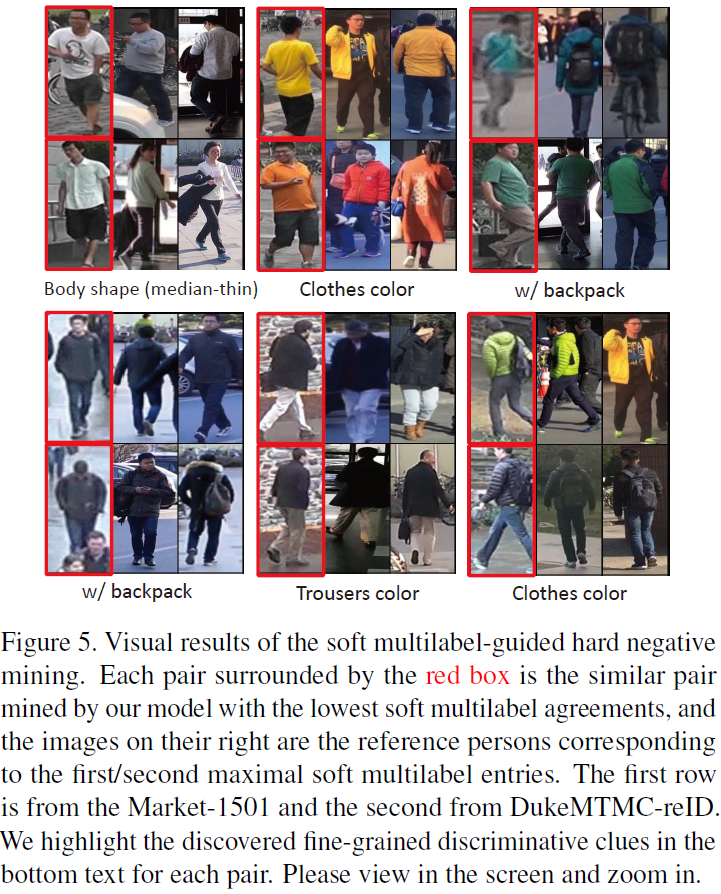 Body shape (median-thin) Clothes color w/ backpack
w/ backpack Trousers color Clothes color
Figure 5. Visual results of the soft multilabel-guided hard negative
mining. Each pair surrounded by the red box is the similar pair
mined by our model with the lowest soft multilabel agreements, and
the images on their right are the reference persons corresponding
to the first/second maximal soft multilabel entries. The first row
is from the Market-1501 and the second from DukeMTMC-reID.
We highlight the discovered fine-grained discriminative clues in the
bottom text for each pair. Please view in the screen and zoom in.